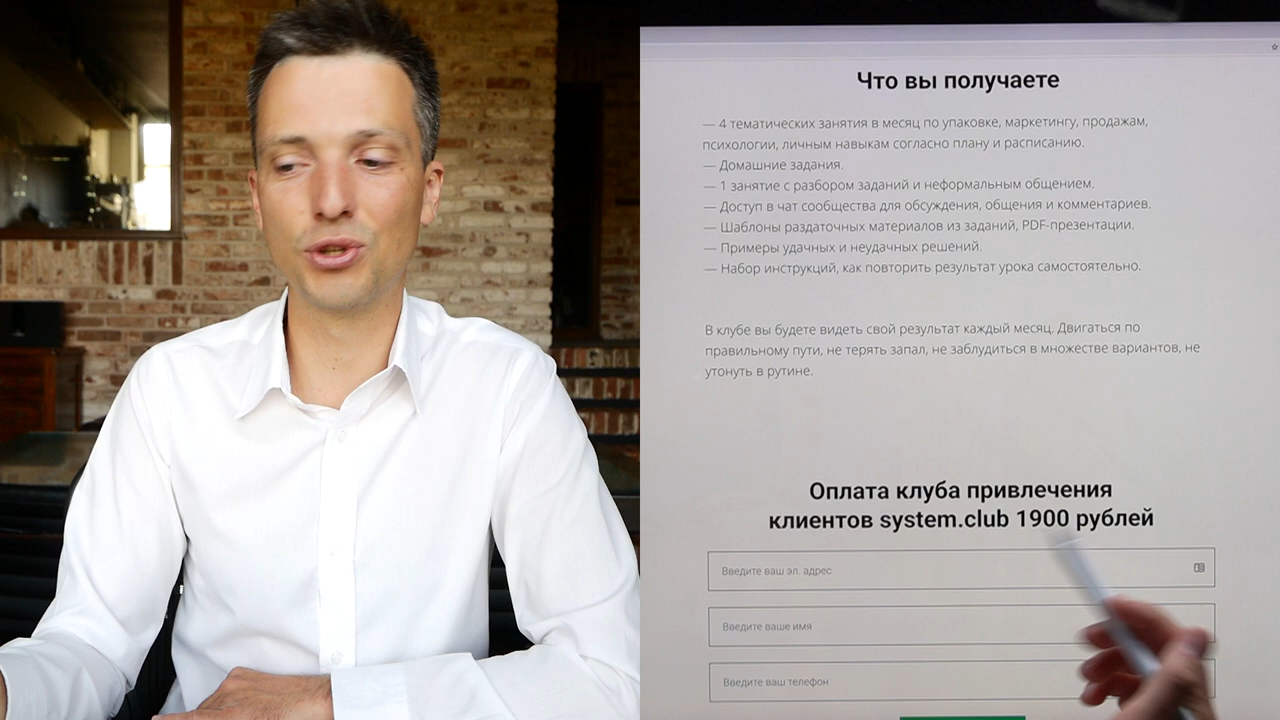 Что вы получаете
— 4 тематических занятия в месяц по упаковке, маркетингу, продажам,
психологии, личным навыкам согласно плану и расписанию.
— Домашние задания.
— 1 занятие с разбором заданий и неформальным общением.
— Доступ в чат сообщества для обсуждения, общения и комментариев.
— Шаблоны раздаточных материалов из заданий, PDF-презентации.
— Примеры удачных и неудачных решений.
— Набор инструкций, как повторить результат урока самостоятельно.
В клубе вы будете видеть свой результат каждый месяц. Двигаться по
правильному пути, не терять запал, не заблудиться в множестве вариантов, не
утонуть в рутине.
Оплата клуба привлечения
клиентов system.club 1900 рублей
Введите ваш эл. адрес
Введите ваше имя
Введите ваш телефон